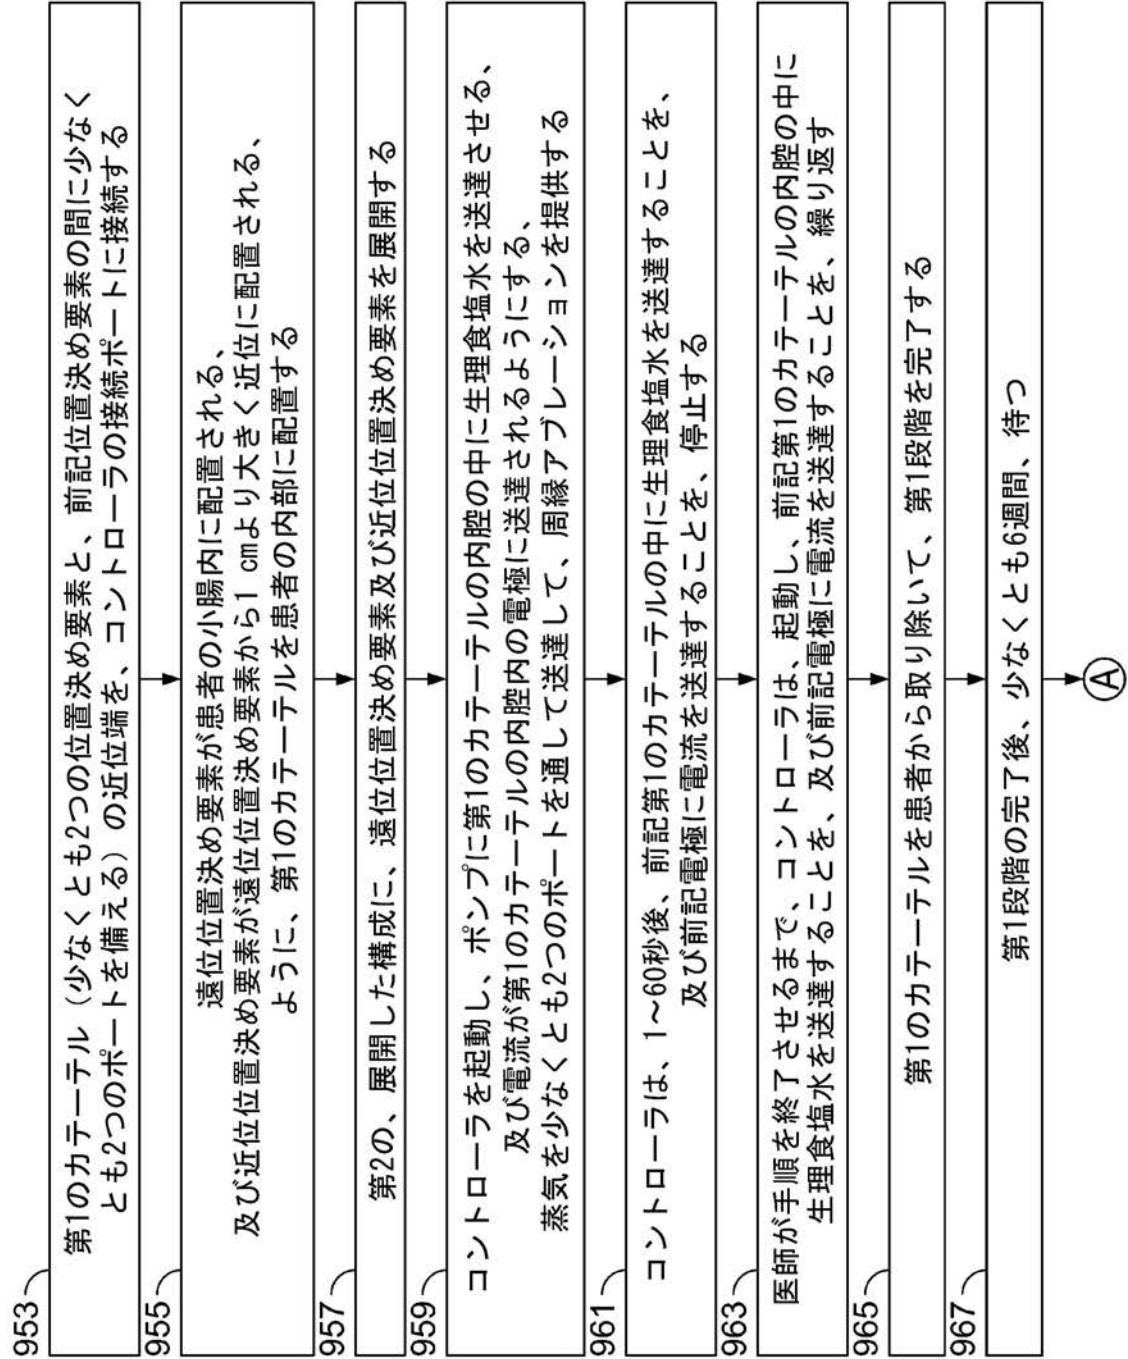 953
第1のカテーテル（少なくとも2つの位置決め要素と、前記位置決め要素の間に少なく
とも2つのポートを備える）の近位端を、コントローラの接続ポートに接続する
955
遠位位置決め要素が患者の小腸内に配置される、
及び近位位置決め要素が遠位位置決め要素から1 cmより大きく近位に配置される、
ように、第1のカテーテルを患者の内部に配置する
957
第2の、展開した構成に、遠位位置決め要素及び近位位置決め要素を展開する
959
コントローラを起動し、ポンプに第1のカテーテルの内腔の中に生理食塩水を送達させる、
及び電流が第1のカテーテルの内腔内の電極に送達されるようにする、
蒸気を少なくとも2つのポートを通して送達して、周縁アブレーションを提供する
961
コントローラは、1～60秒後、前記第1のカテーテルの中に生理食塩水を送達することを、
及び前記電極に電流を送達することを、停止する
963
医師が手順を終了させるまで、コントローラは、起動し、前記第1のカテーテルの内腔の中に
生理食塩水を送達することを、及び前記電極に電流を送達することを、繰り返す
965
第1のカテーテルを患者から取り除いて、第1段階を完了する
967
第1段階の完了後、少なくとも6週間、待つ
A